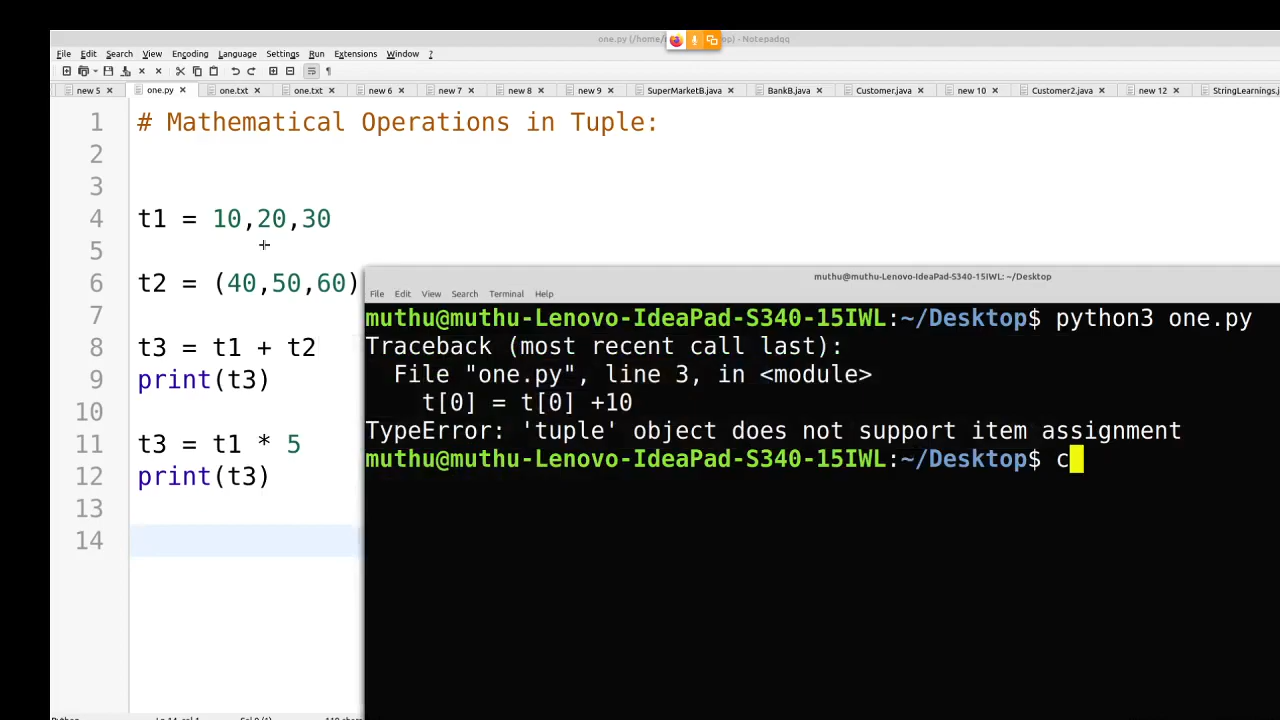 one.py (/home/ op) - Notepadqq
File Edit Search View Encoding Language Settings Run Extensions Window ?
new 5 one.py one.txt one.txt new 6 new 7 new 8 new 9 SuperMarketB.java BankB.java Customer.java new 10 Customer2.java new 12 StringLearnings.j
1 # Mathematical Operations in Tuple:
2
3
4 t1 = 10,20,30
5
6 t2 = (40,50,60)
7
8 t3 = t1 + t2
9 print(t3)
10
11 t3 = t1 * 5
12 print(t3)
13
14
muthu@muthu-Lenovo-IdeaPad-S340-15IWL: ~/Desktop
File Edit View Search Terminal Help
muthu@muthu-Lenovo-IdeaPad-S340-15IWL:~/Desktop$ python3 one.py
Traceback (most recent call last):
File "one.py", line 3, in <module>
t[0] = t[0] +10
TypeError: 'tuple' object does not support item assignment
muthu@muthu-Lenovo-IdeaPad-S340-15IWL:~/Desktop$ c